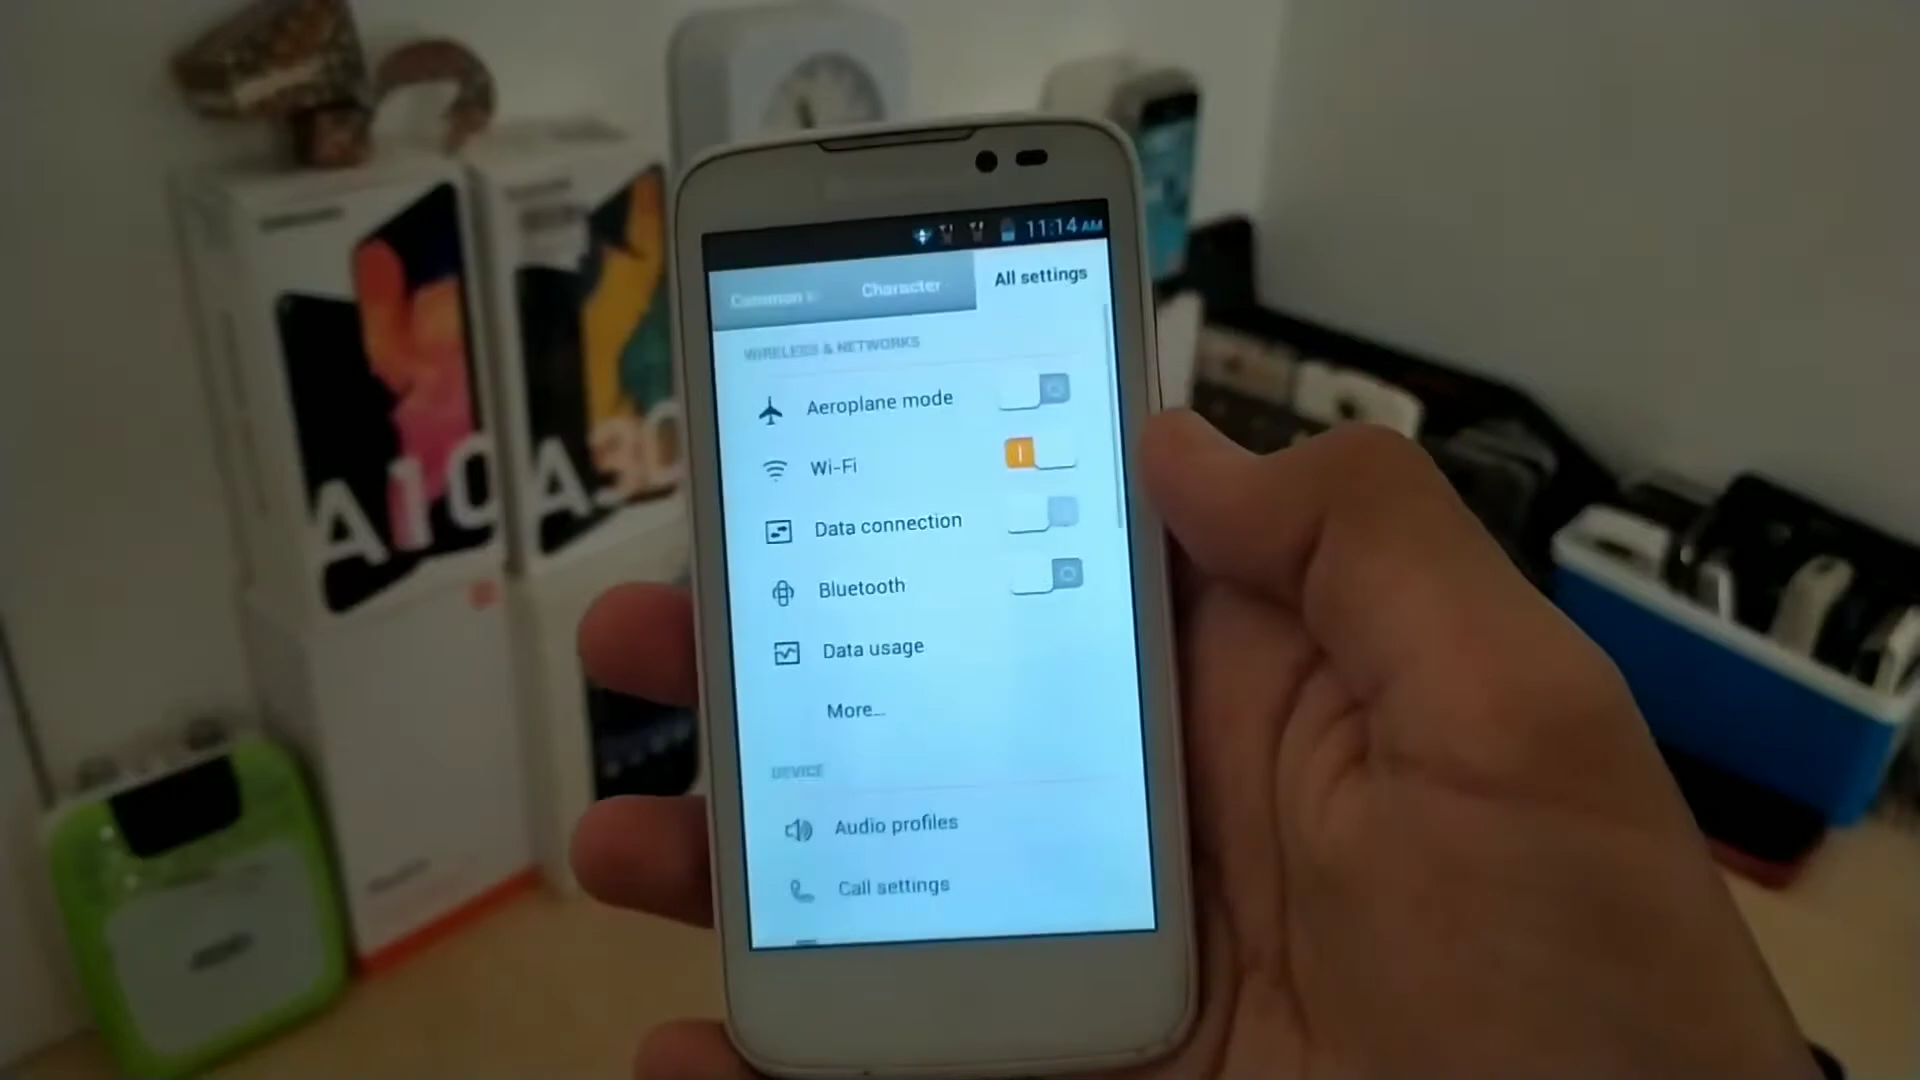 11:14 AM
Common
Character
All settings
WIRELESS & NETWORKS
Aeroplane mode
Wi-Fi
Data connection
Bluetooth
Data usage
More...
DEVICE
Audio profiles
Call settings
A10
A30